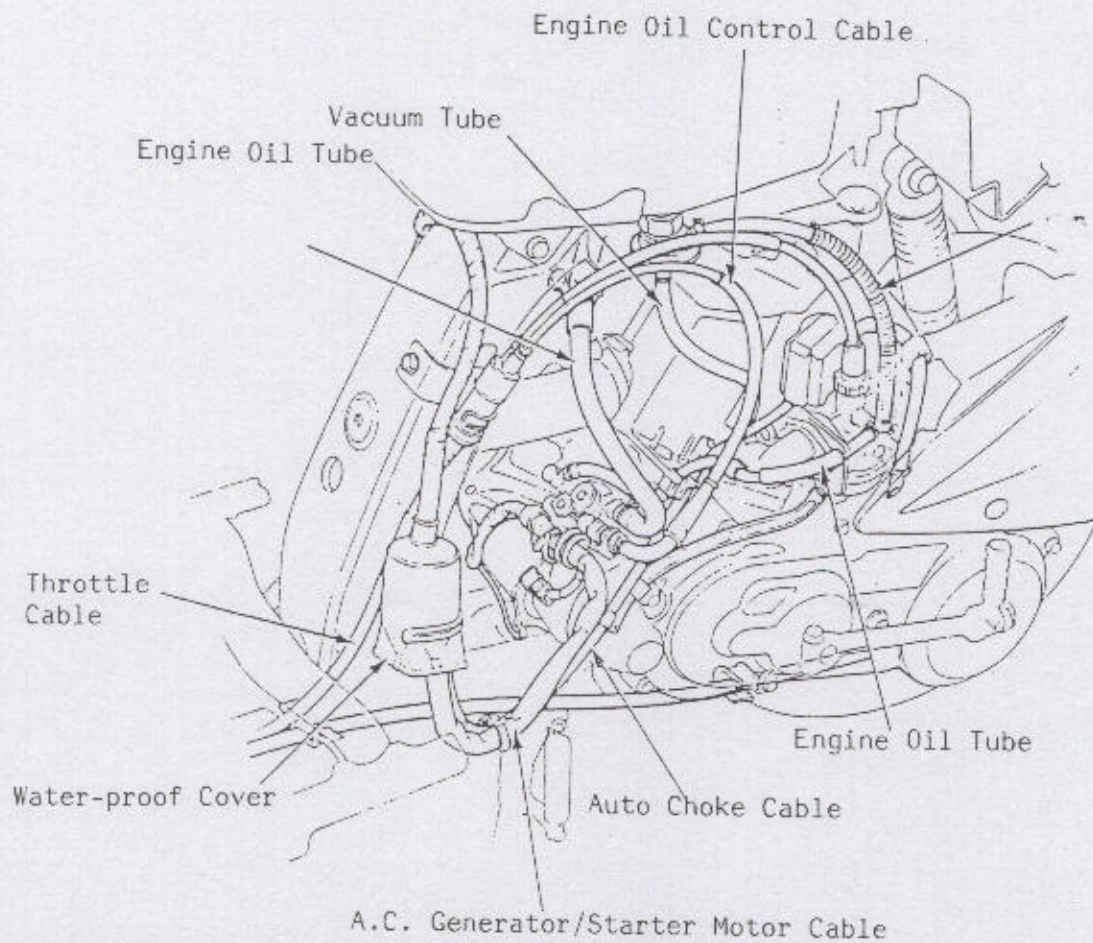 Engine Oil Control Cable
Vacuum Tube
Engine Oil Tube
Throttle
Cable
Engine Oil Tube
Water-proof Cover
Auto Choke Cable
A.C. Generator/Starter Motor Cable